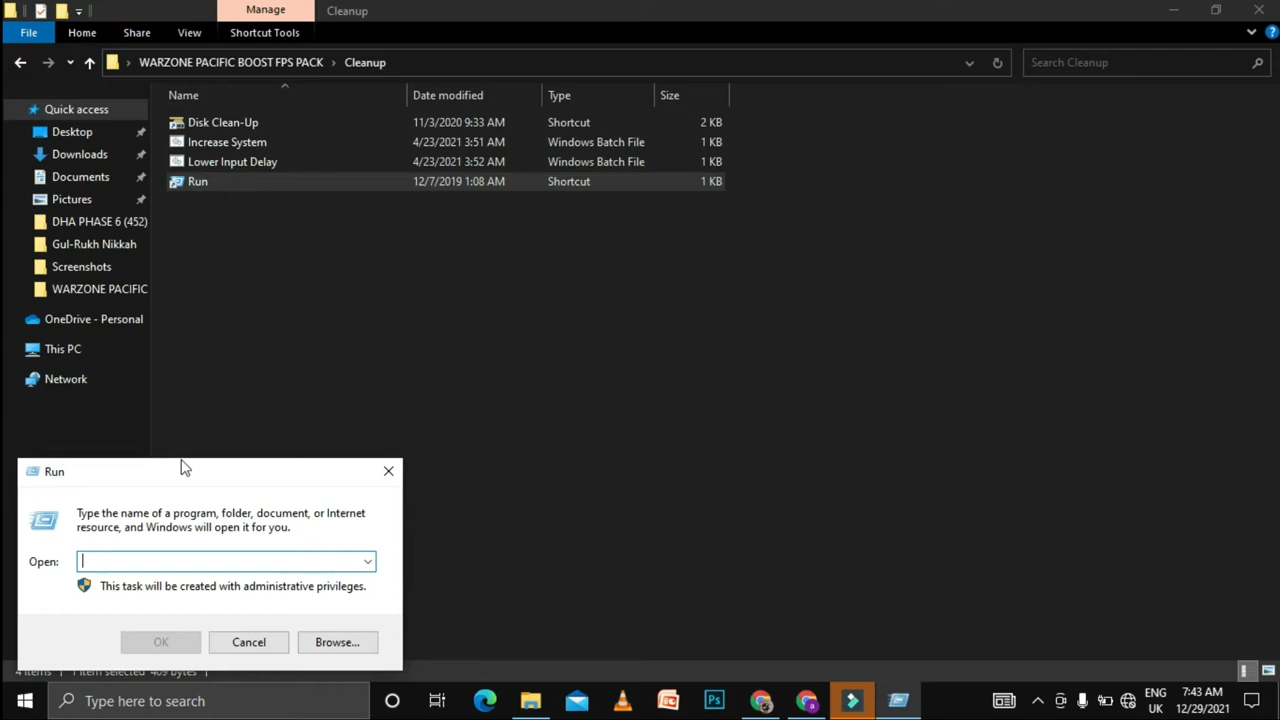 Manage
Cleanup
File
Home
Share
View
Shortcut Tools
WARZONE PACIFIC BOOST FPS PACK
Cleanup
Search Cleanup
Name
Date modified
Type
Size
Disk Clean-Up
11/3/2020 9:33 AM
Shortcut
2 KB
Increase System
4/23/2021 3:51 AM
Windows Batch File
1 KB
Lower Input Delay
4/23/2021 3:52 AM
Windows Batch File
1 KB
Run
12/7/2019 1:08 AM
Shortcut
1 KB
Quick access
Desktop
Downloads
Documents
Pictures
DHA PHASE 6 (452)
Gul-Rukh Nikkah
Screenshots
WARZONE PACIFIC
OneDrive - Personal
This PC
Network
Run
Type the name of a program, folder, document, or Internet
resource, and Windows will open it for you.
Open:
This task will be created with administrative privileges.
OK
Cancel
Browse...
4 items
1 item selected 409 bytes
Type here to search
ENG
UK
7:43 AM
12/29/2021